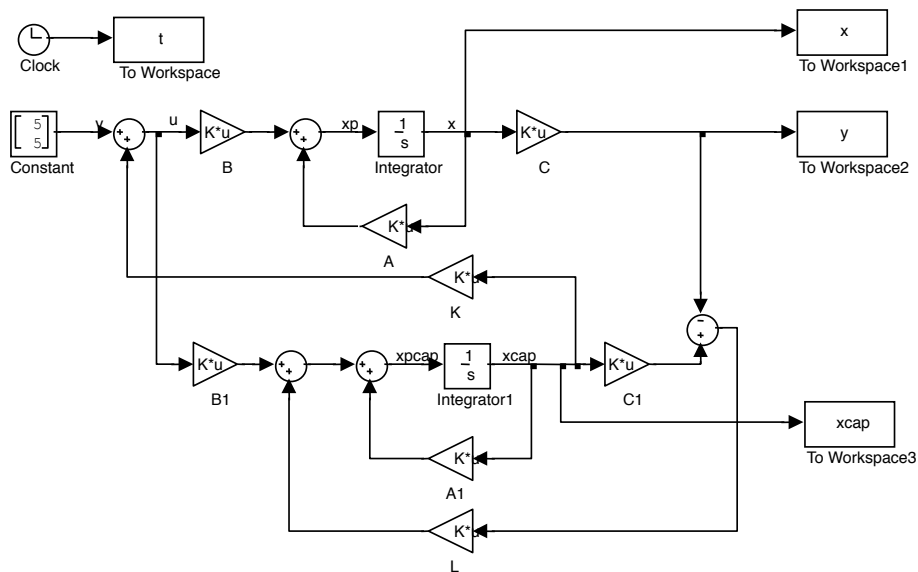 t
x
Clock
To Workspace
To Workspace1
5
5
v
+
+
u
K*u
+
+
xp
1
s
x
K*u
y
Constant
B
Integrator
C
To Workspace2
K*u
A
K*u
K
-
+
K*u
+
+
+
+
xpcap
1
s
xcap
K*u
B1
Integrator1
C1
xcap
K*u
To Workspace3
A1
K*u
L